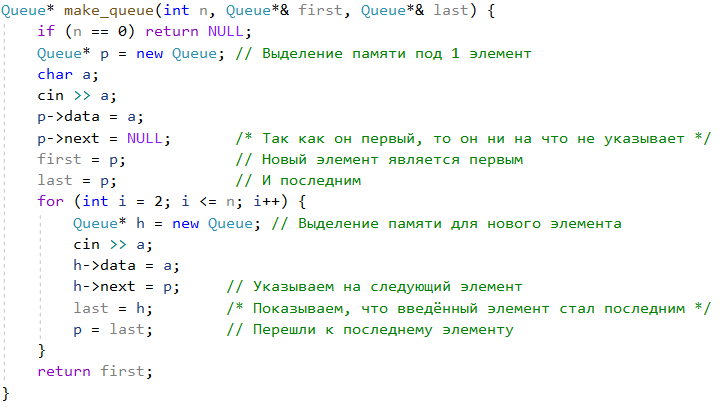 Queue* make_queue(int n, Queue*& first, Queue*& last) {
    if (n == 0) return NULL;
    Queue* p = new Queue; // Выделение памяти под 1 элемент
    char a;
    cin >> a;
    p->data = a;
    p->next = NULL;       /* Так как он первый, то он ни на что не указывает */
    first = p;            // Новый элемент является первым
    last = p;             // И последним
    for (int i = 2; i <= n; i++) {
        Queue* h = new Queue; // Выделение памяти для нового элемента
        cin >> a;
        h->data = a;
        h->next = p;     // Указываем на следующий элемент
        last = h;        /* Показываем, что введённый элемент стал последним */
        p = last;        // Перешли к последнему элементу
    }
    return first;
}